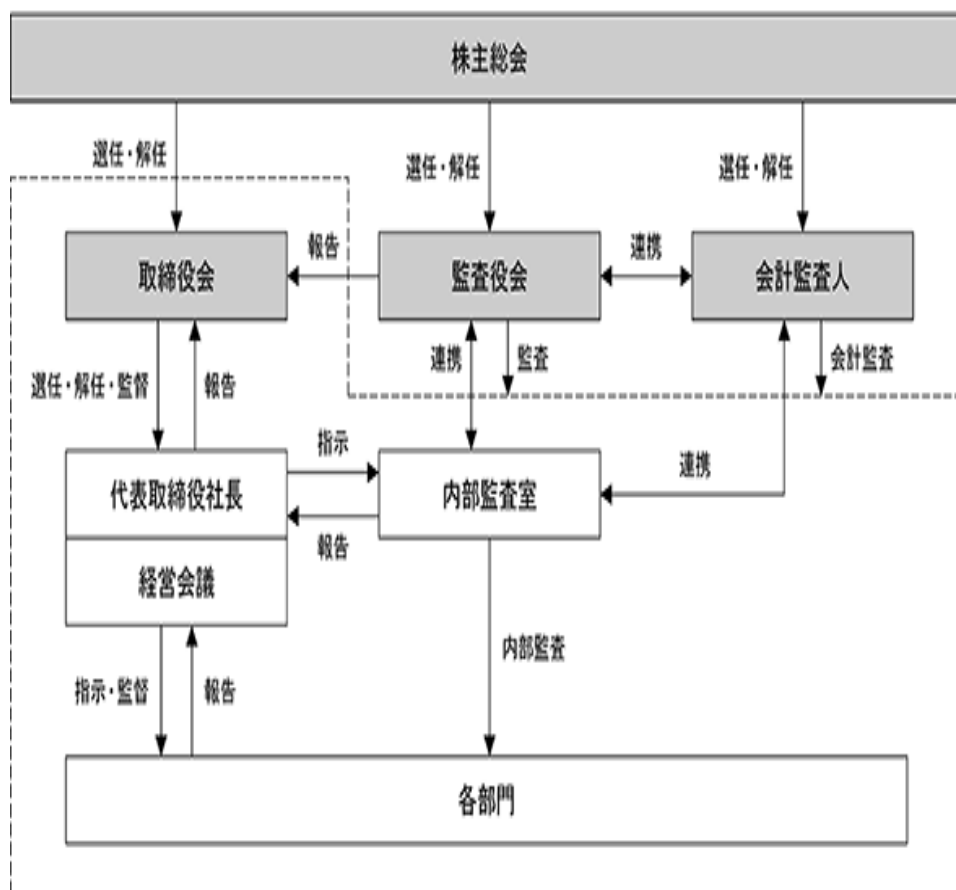 株主総会
選任・解任
選任・解任
選任・解任
取締役会
報告
監査役会
連携
会計監査人
選任・解任・監督
報告
連携
監査
会計監査
代表取締役社長
指示
報告
内部監査室
連携
経営会議
指示・監督
報告
内部監査
各部門